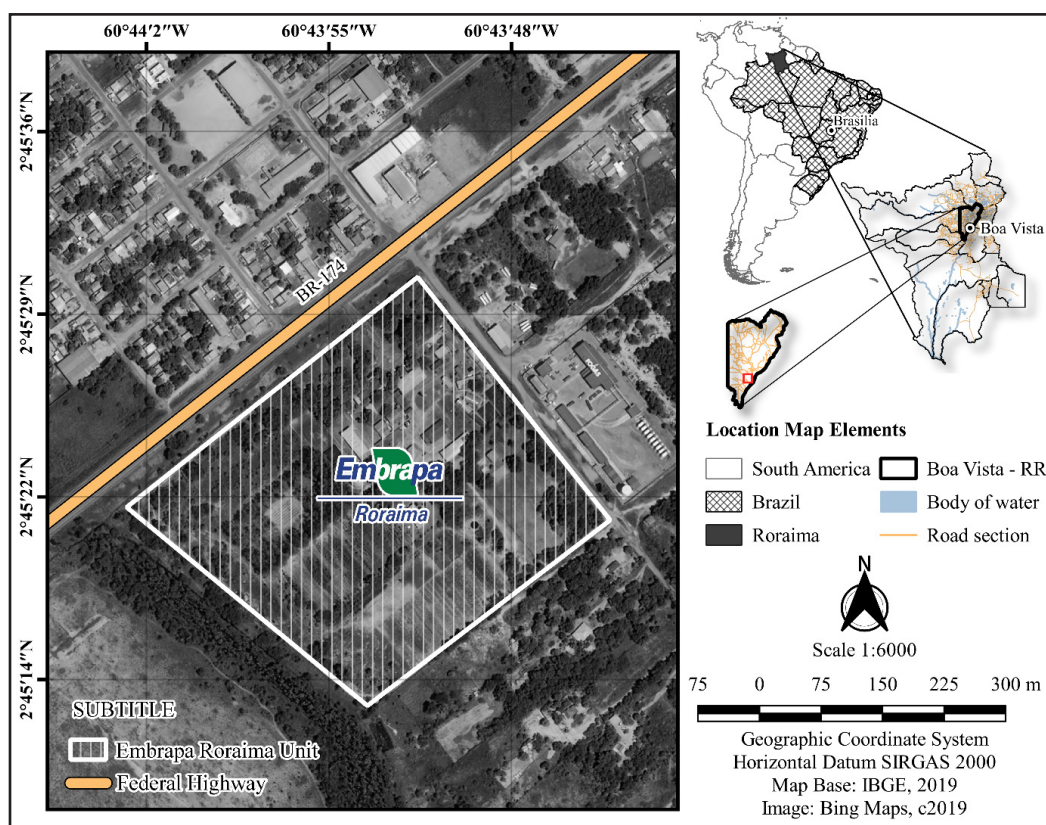 60°44′2″W 60°43′55″W 60°43′48″W
2°45′36″N
2°45′29″N
2°45′22″N
2°45′14″N
BR-174
Embrapa
Roraima
SUBTITLE
Embrapa Roraima Unit
Federal Highway
Brasilia
Boa Vista
Location Map Elements
South America
Boa Vista - RR
Brazil
Body of water
Roraima
Road section
N
Scale 1:6000
75 0 75 150 225 300 m
Geographic Coordinate System
Horizontal Datum SIRGAS 2000
Map Base: IBGE, 2019
Image: Bing Maps, c2019